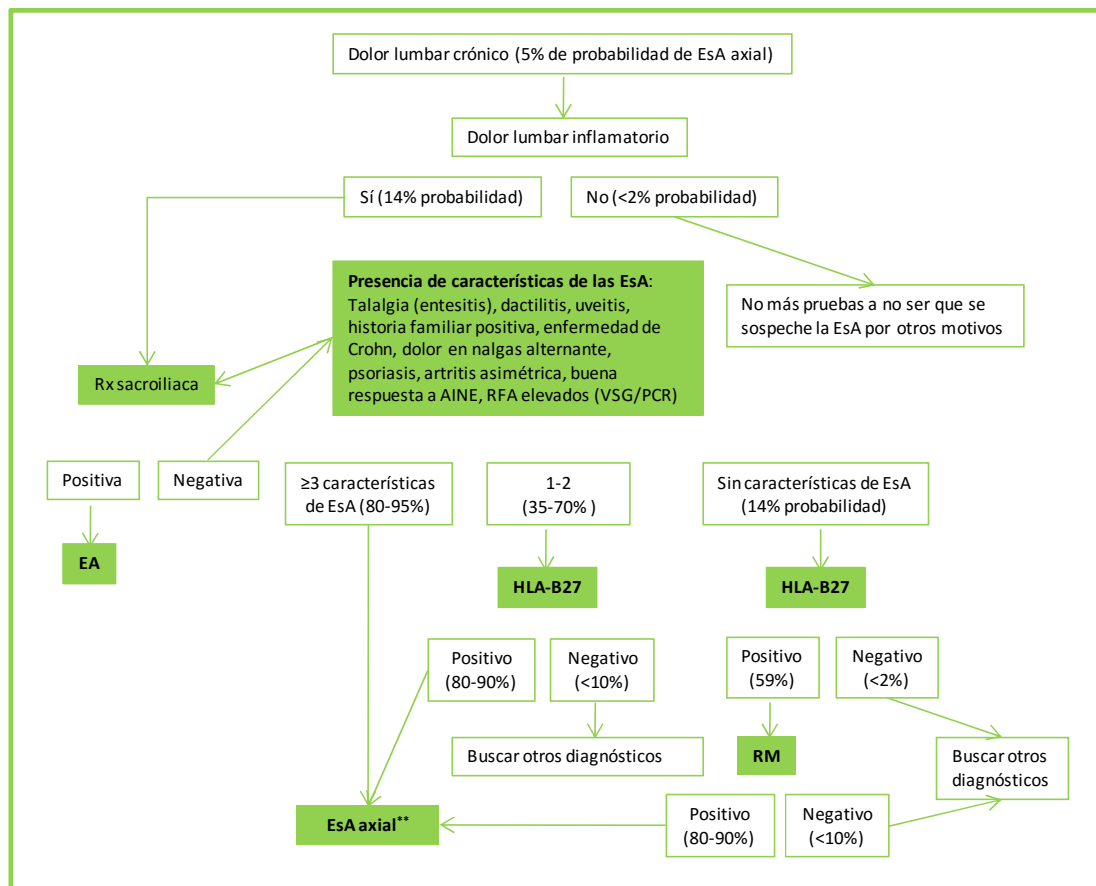 Dolor lumbar crónico (5% de probabilidad de EsA axial)
Dolor lumbar inflamatorio
Sí (14% probabilidad)
No (<2% probabilidad)
Presencia de características de las EsA:
Talalgia (entesitis), dactilitis, uveitis,
historia familiar positiva, enfermedad de
Crohn, dolor en nalgas alternante,
psoriasis, artritis asimétrica, buena
respuesta a AINE, RFA elevados (VSG/PCR)
No más pruebas a no ser que se
sospeche la EsA por otros motivos
Rx sacroiliaca
Positiva
Negativa
≥3 características
de EsA (80-95%)
1-2
(35-70% )
Sin características de EsA
(14% probabilidad)
EA
HLA-B27
HLA-B27
Positivo
(80-90%)
Negativo
(<10%)
Positivo
(59%)
Negativo
(<2%)
Buscar otros diagnósticos
RM
Buscar otros
diagnósticos
EsA axial**
Positivo
(80-90%)
Negativo
(<10%)